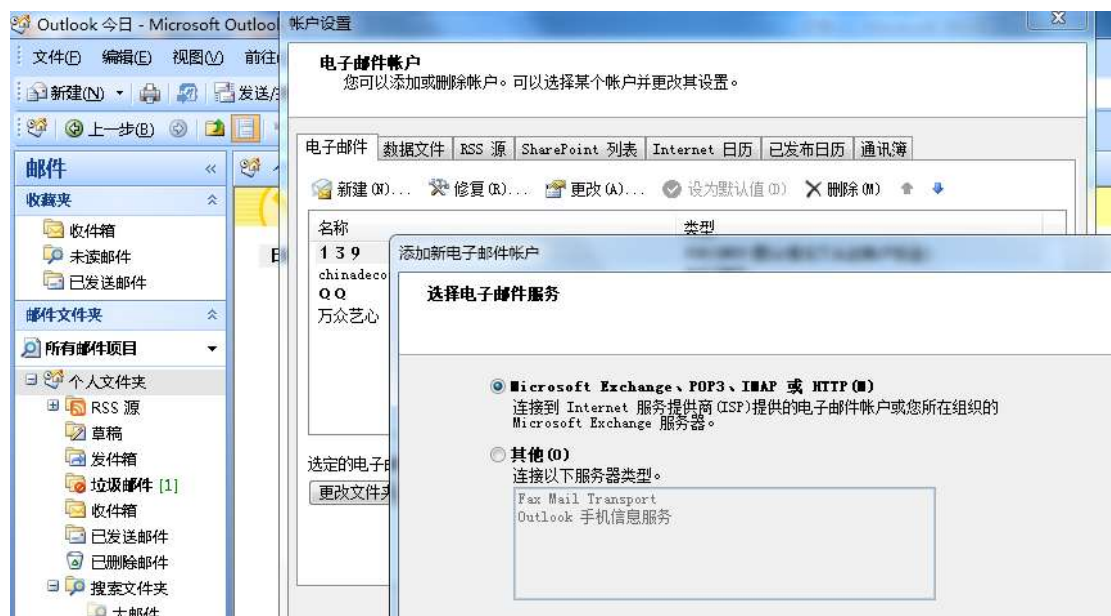 Outlook 今日 - Microsoft Outlook
文件(F) 编辑(E) 视图(V) 前往
新建(N) 发送/
上一步(B)
邮件
收藏夹
收件箱
未读邮件
已发送邮件
邮件文件夹
所有邮件项目
个人文件夹
RSS 源
草稿
发件箱
垃圾邮件 [1]
收件箱
已发送邮件
已删除邮件
搜索文件夹
大邮件
帐户设置
电子邮件帐户
您可以添加或删除帐户。可以选择某个帐户并更改其设置。
电子邮件 数据文件 RSS 源 SharePoint 列表 Internet 日历 已发布日历 通讯簿
新建(N)... 修复(R)... 更改(A)... 设为默认值(D) 删除(M)
名称 类型
139
chinadeco
QQ
万众艺心
选定的电子
更改文件夹
添加新电子邮件帐户
选择电子邮件服务
Microsoft Exchange、POP3、IMAP 或 HTTP(M)
连接到 Internet 服务提供商(ISP)提供的电子邮件帐户或您所在组织的
Microsoft Exchange 服务器。
其他(O)
连接以下服务器类型。
Fax Mail Transport
Outlook 手机信息服务